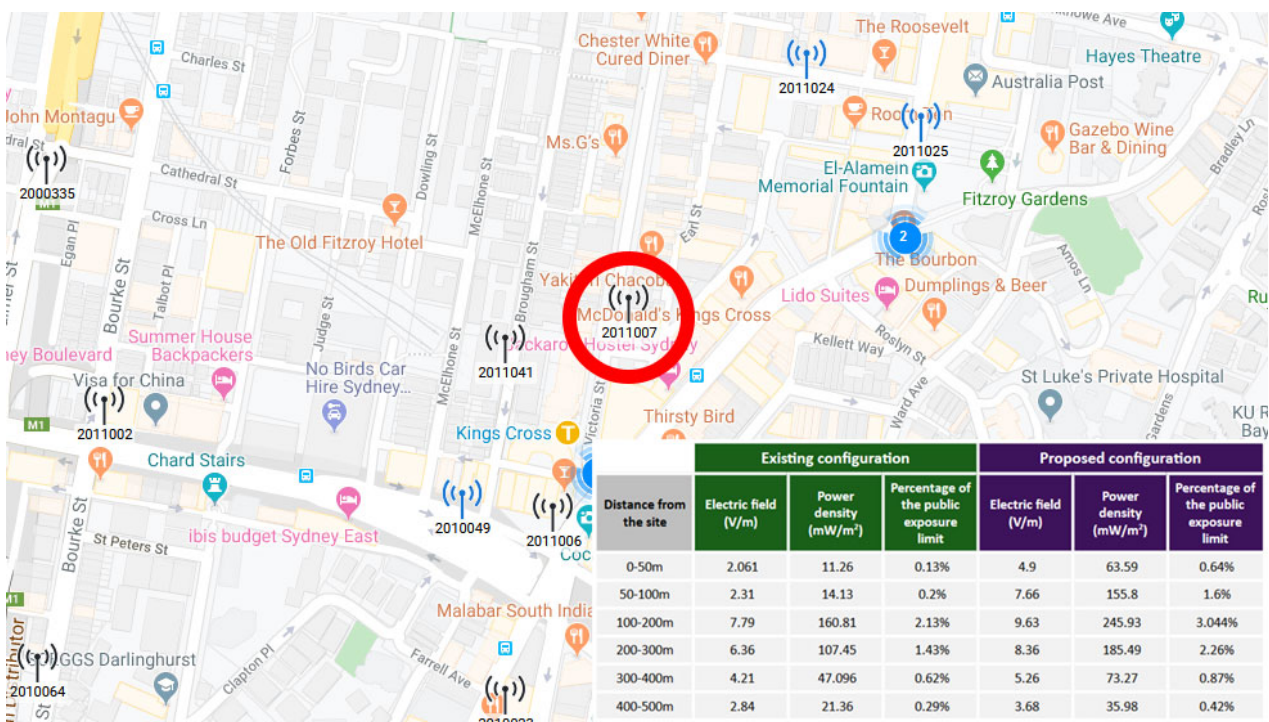 Chester White
Cured Diner
The Roosevelt
Hayes Theatre
Charles St
2011024
Australia Post
John Montagu
Forbes St
Dowling St
McElhone St
Ms.G's
2011025
Gazebo Wine
Bar & Dining
Bradley Ln
El-Alamein
Memorial Fountain
2000335
M1
Cathedral St
Fitzroy Gardens
Cross Ln
Egan Pl
Talbot Pl
Bourke St
The Old Fitzroy Hotel
Brougham St
Earl St
2
The Bourbon
Amos Ln
Lido Suites
Dumplings & Beer
McDonald's Kings Cross
2011007
Summer House
Backpackers
Judge St
2011041
Kellett Way
Roslyn St
Visa for China
No Birds Car
Hire Sydney...
McElhone St
St Luke's Private Hospital
2011002
M1
Ward Ave
Thirsty Bird
Victoria St
Kings Cross
T
Chard Stairs
2010049
2011006
ibis budget Sydney East
St Peters St
Bourke St
M1
Malabar South India
Farrell Ave
Clapton Pl
GGS Darlinghurst
2010064
St
Existing configuration Proposed configuration
Distance from
the site
Electric field
(V/m)
Power
density
(mW/m²)
Percentage of
the public
exposure
limit
Electric field
(V/m)
Power
density
(mW/m²)
Percentage of
the public
exposure
limit
0-50m 2.061 11.26 0.13% 4.9 63.59 0.64%
50-100m 2.31 14.13 0.2% 7.66 155.8 1.6%
100-200m 7.79 160.81 2.13% 9.63 245.93 3.044%
200-300m 6.36 107.45 1.43% 8.36 185.49 2.26%
300-400m 4.21 47.096 0.62% 5.26 73.27 0.87%
400-500m 2.84 21.36 0.29% 3.68 35.98 0.42%